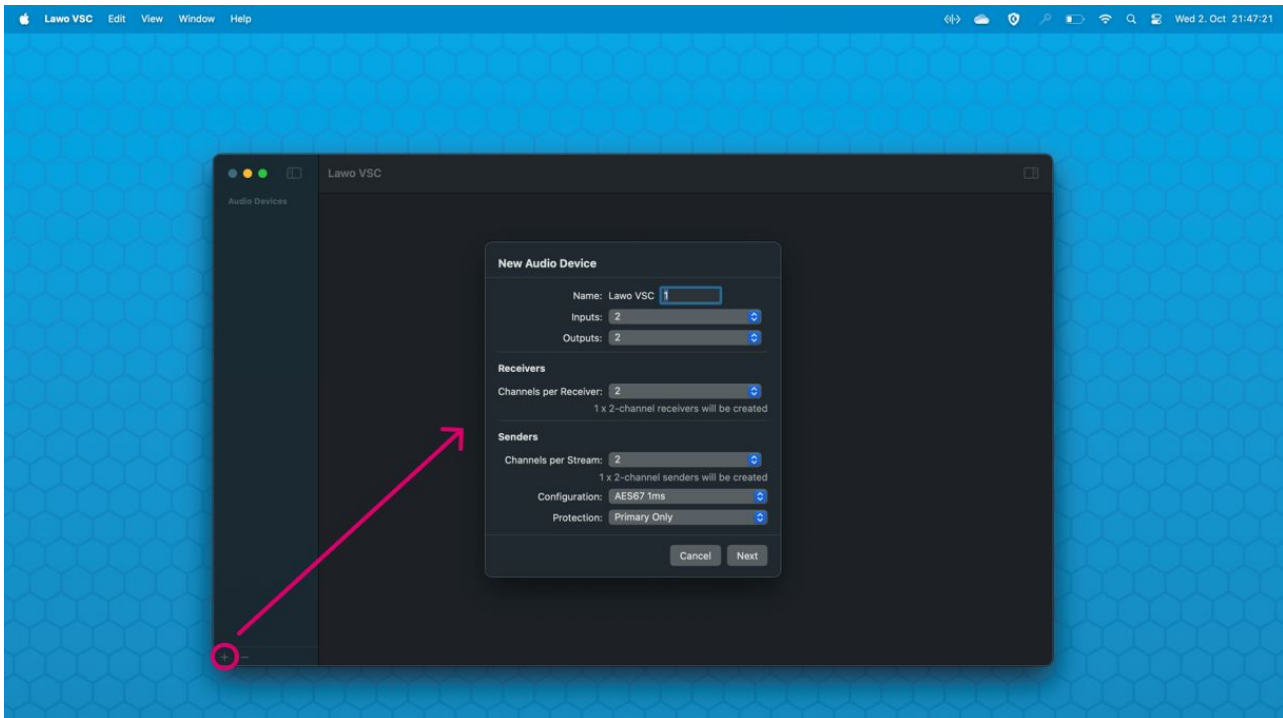 Lawo VSC Edit View Window Help Wed 2. Oct 21:47:21
Lawo VSC
Audio Devices
New Audio Device
Name: Lawo VSC 1
Inputs: 2
Outputs: 2
Receivers
Channels per Receiver: 2
1 x 2-channel receivers will be created
Senders
Channels per Stream: 2
1 x 2-channel senders will be created
Configuration: AES67 1ms
Protection: Primary Only
Cancel Next